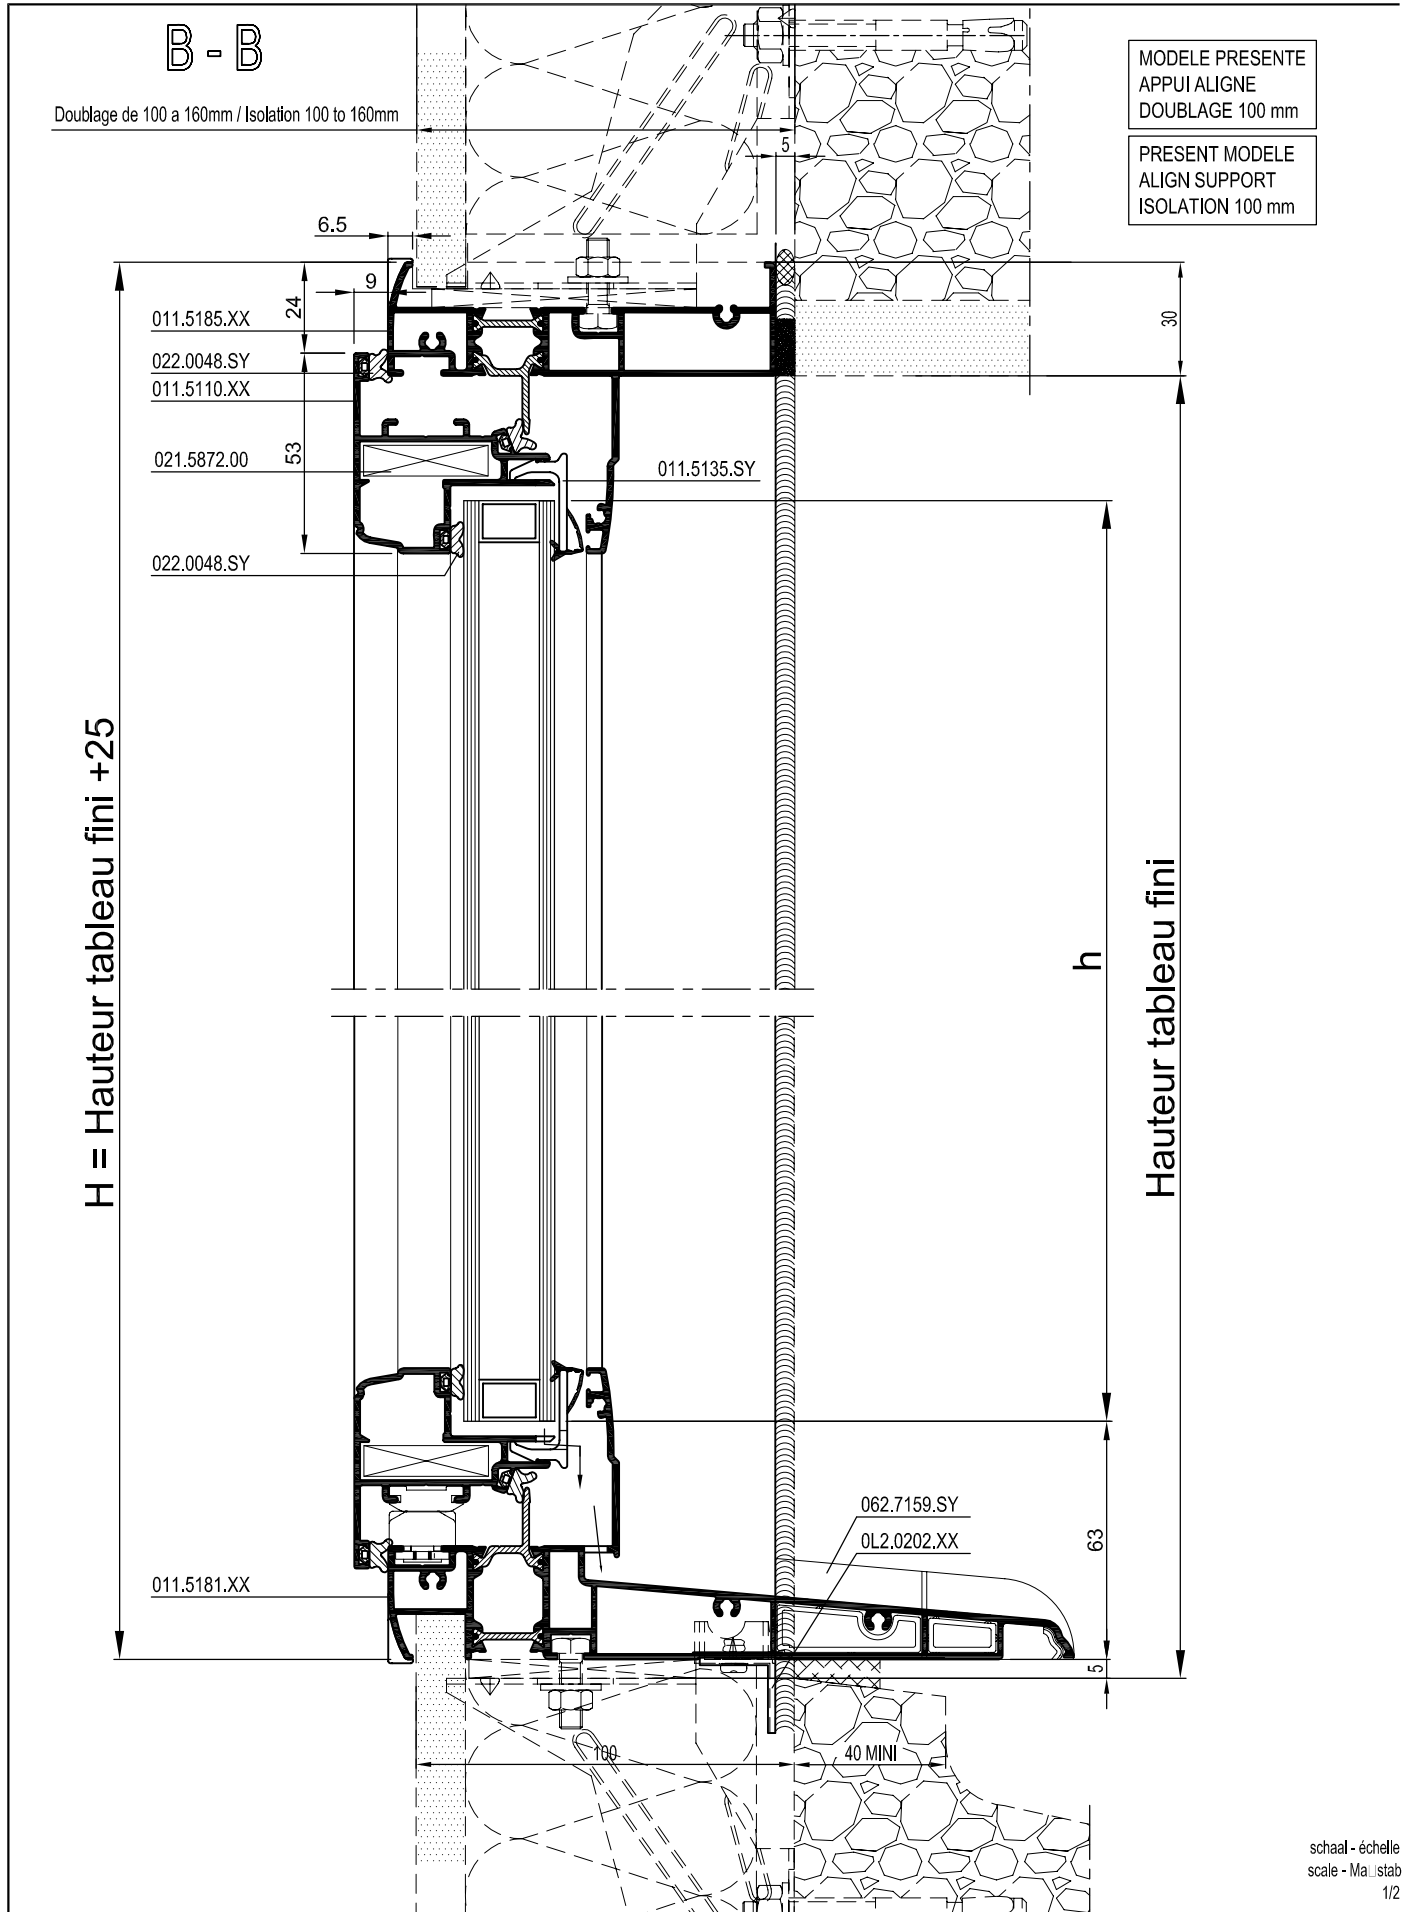 B - B
Doublage de 100 a 160mm / Isolation 100 to 160mm
MODELE PRESENTE
APPUI ALIGNE
DOUBLAGE 100 mm
PRESENT MODELE
ALIGN SUPPORT
ISOLATION 100 mm
5
6.5
9
24
30
011.5185.XX
022.0048.SY
011.5110.XX
53
021.5872.00
011.5135.SY
022.0048.SY
H = Hauteur tableau fini +25
h
Hauteur tableau fini
062.7159.SY
0L2.0202.XX
63
011.5181.XX
5
100
40 MINI
schaal - échelle
scale - Ma□stab
1/2